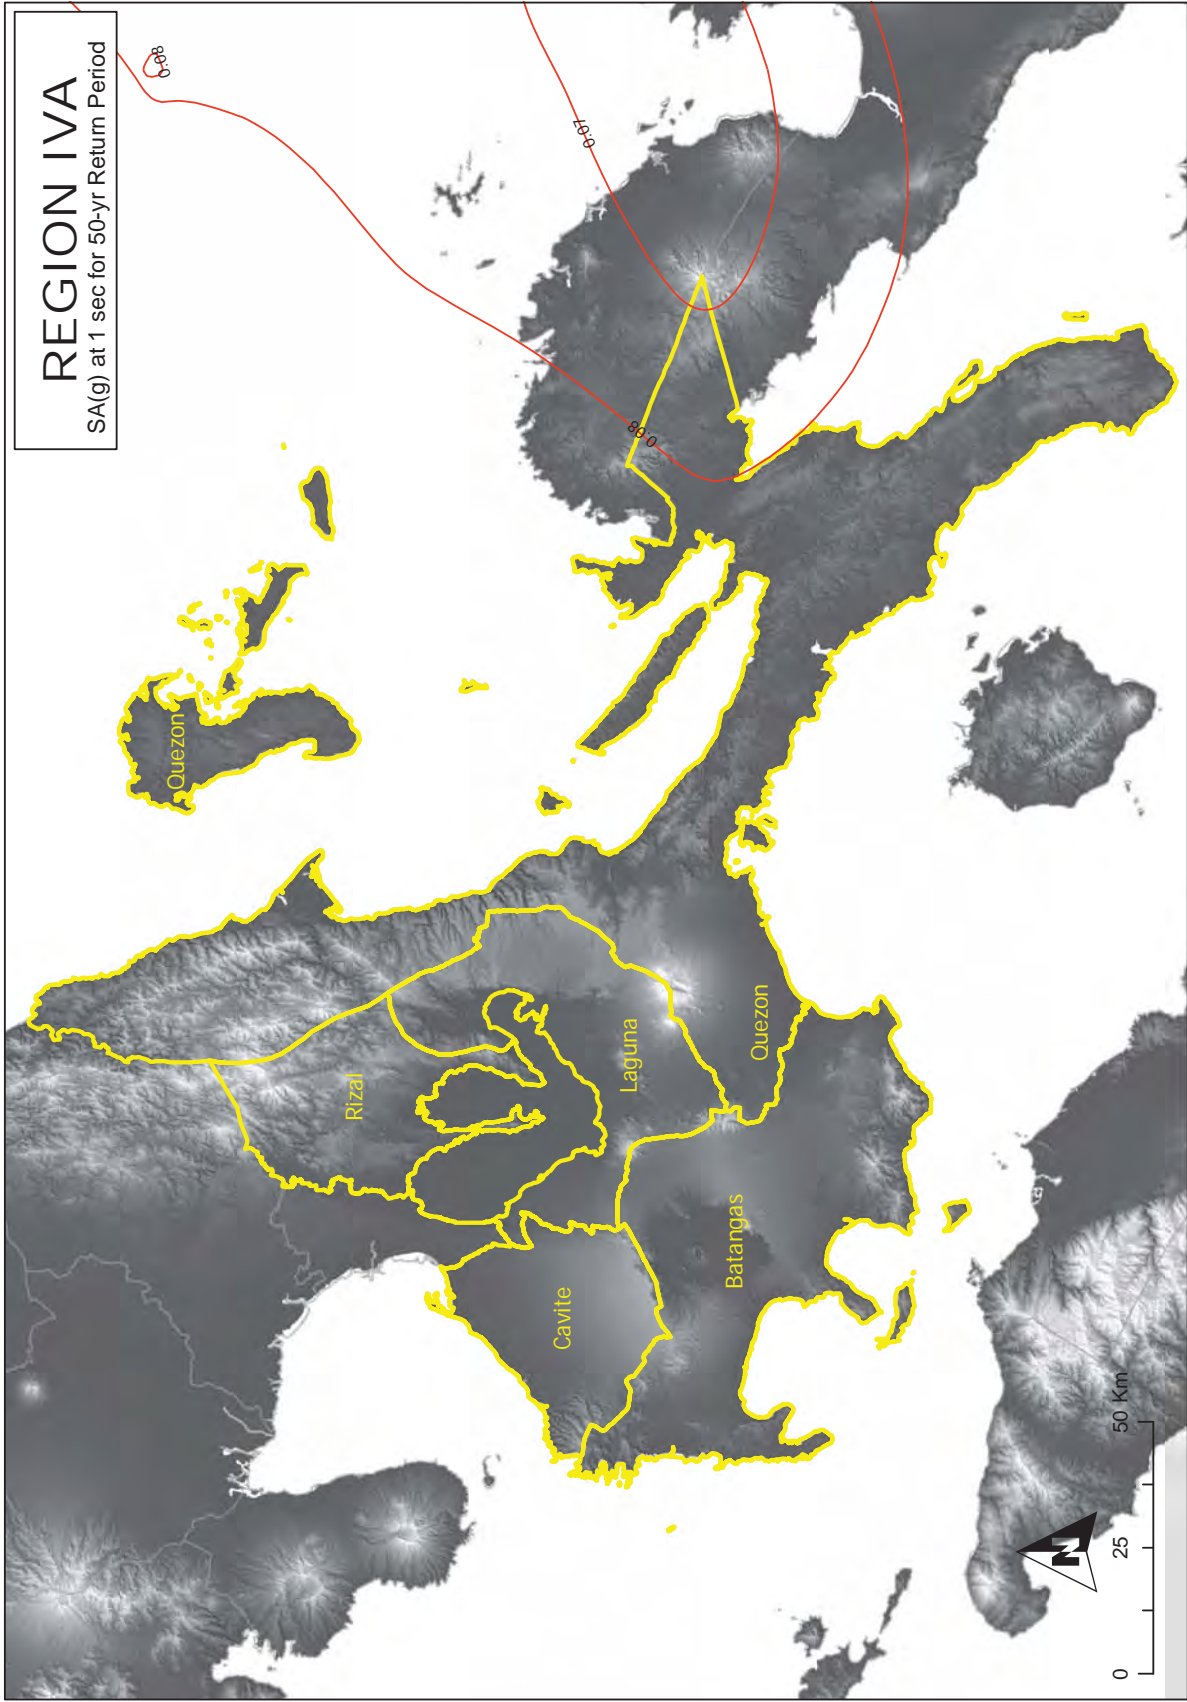 REGION IVA
SA(g) at 1 sec for 50-yr Return Period
0.08
0.07
0.08
Quezon
Rizal
Laguna
Quezon
Cavite
Batangas
N
0 25 50 Km